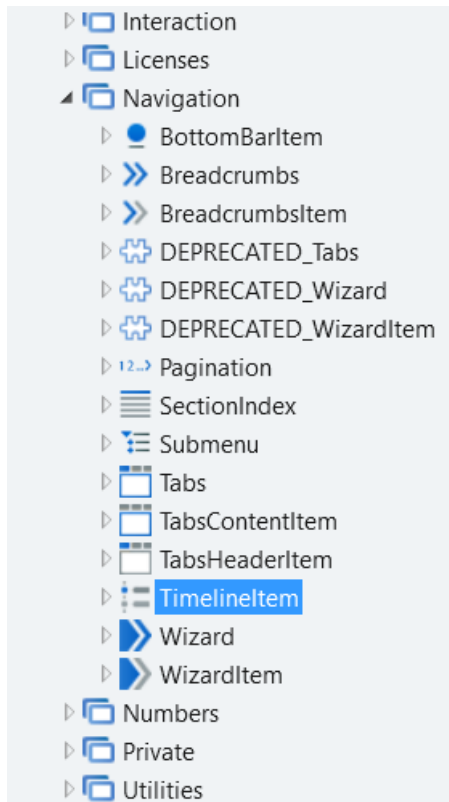 Interaction
Licenses
Navigation
BottomBarItem
Breadcrumbs
BreadcrumbsItem
DEPRECATED_Tabs
DEPRECATED_Wizard
DEPRECATED_WizardItem
12..> Pagination
SectionIndex
Submenu
Tabs
TabsContentItem
TabsHeaderItem
TimelineItem
Wizard
WizardItem
Numbers
Private
Utilities